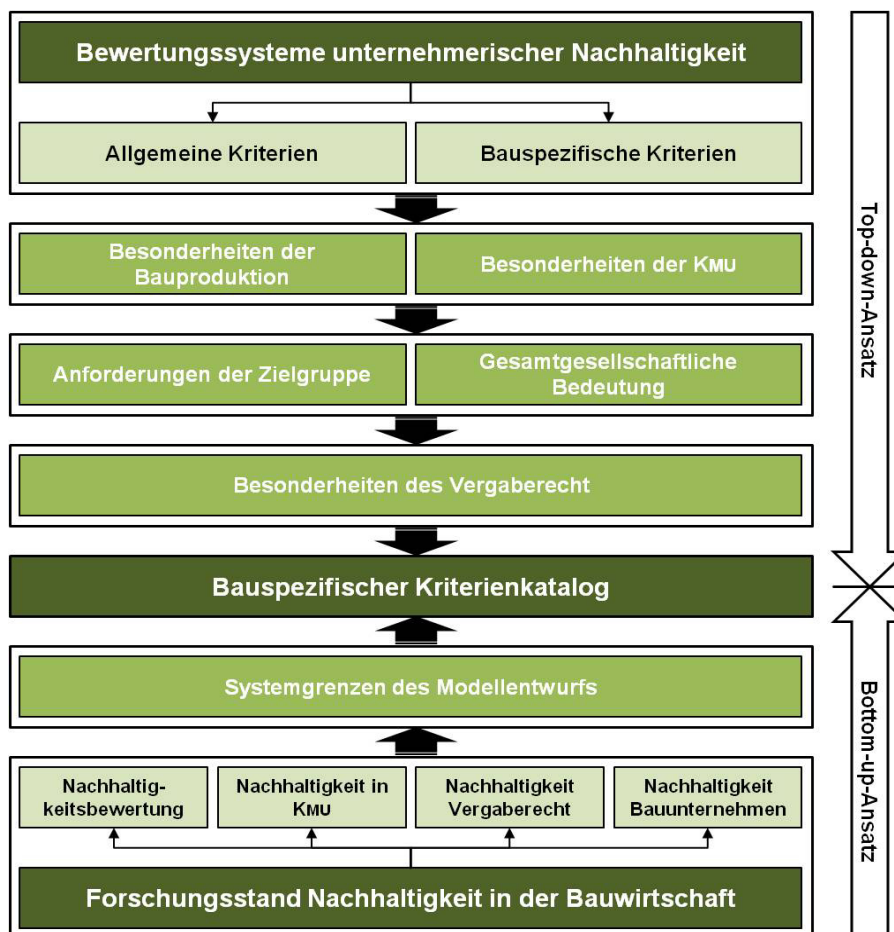 Bewertungssysteme unternehmerischer Nachhaltigkeit
Allgemeine Kriterien
Bauspezifische Kriterien
Besonderheiten der
Bauproduktion
Besonderheiten der KMU
Anforderungen der Zielgruppe
Gesamtgesellschaftliche
Bedeutung
Besonderheiten des Vergaberecht
Bauspezifischer Kriterienkatalog
Systemgrenzen des Modellentwurfs
Nachhaltig-
keitsbewertung
Nachhaltigkeit in
KMU
Nachhaltigkeit
Vergaberecht
Nachhaltigkeit
Bauunternehmen
Forschungsstand Nachhaltigkeit in der Bauwirtschaft
Top-down-Ansatz
Bottom-up-Ansatz